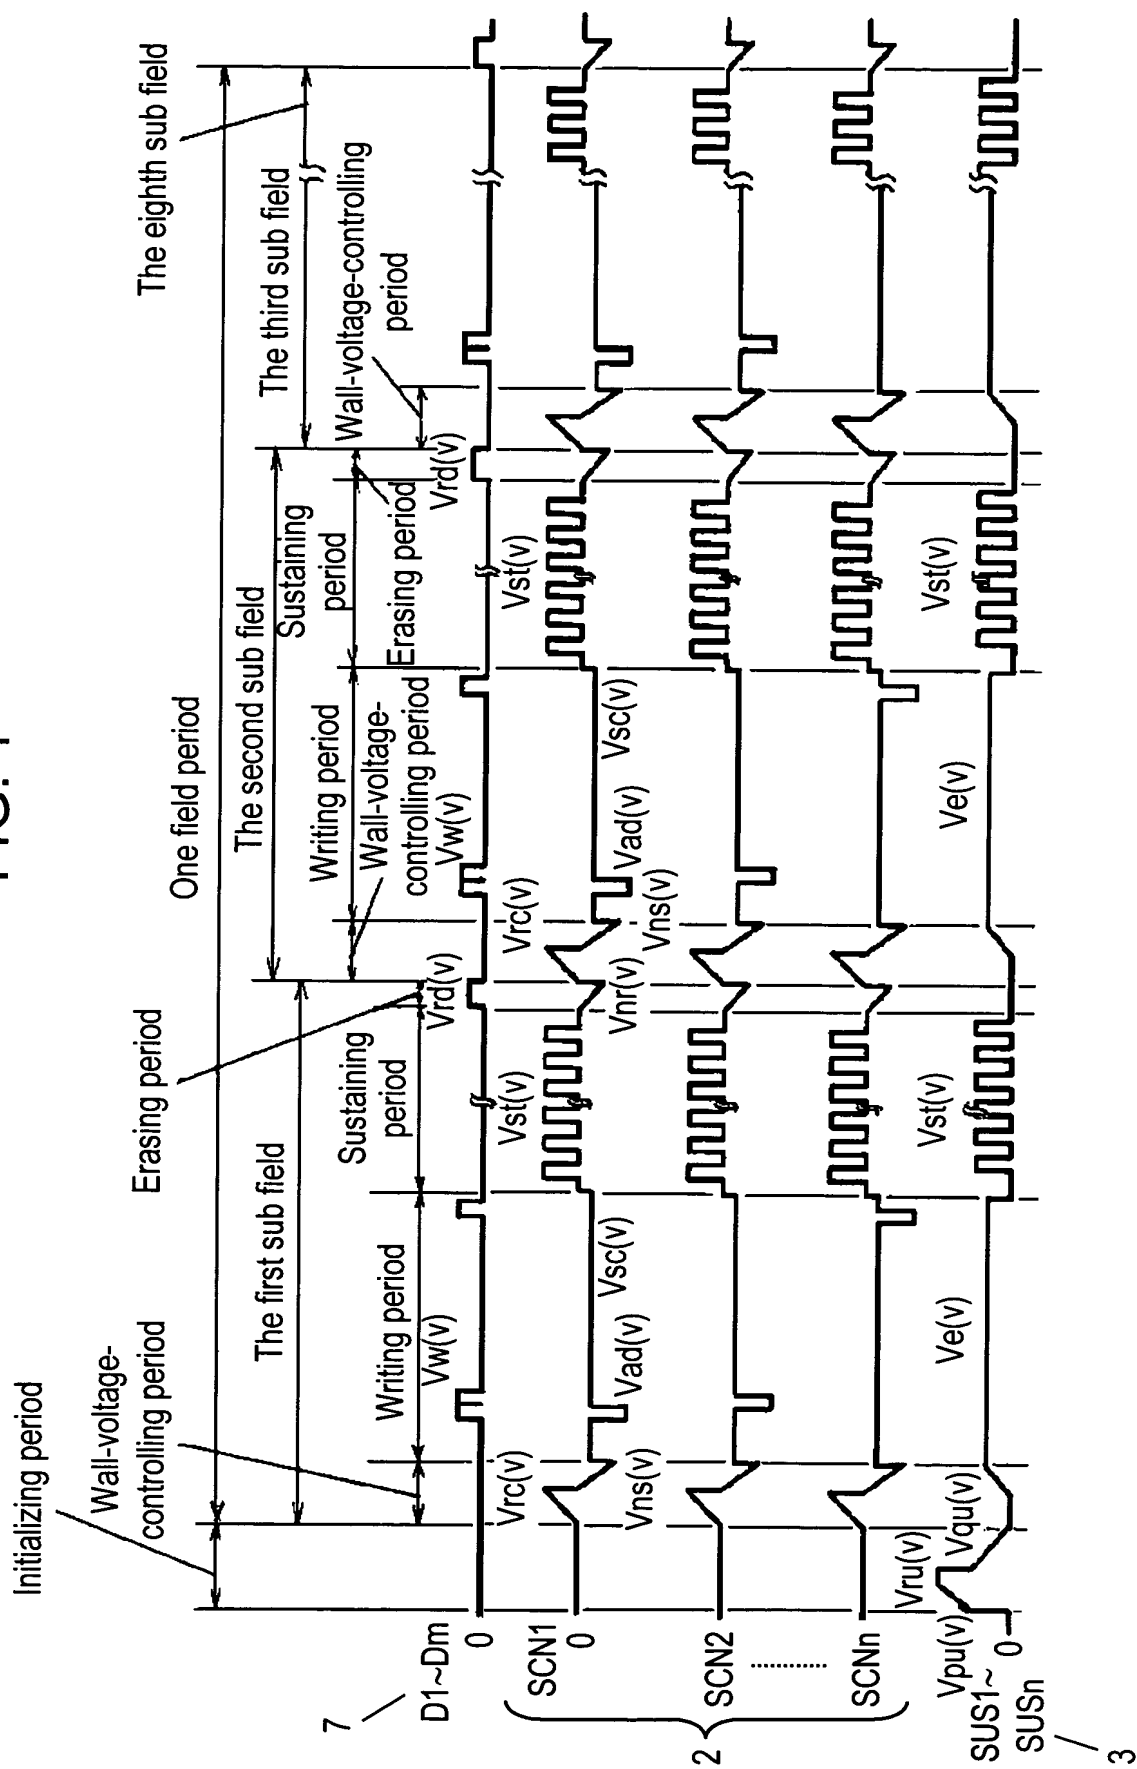 One field period
The eighth sub field
The first sub field
The second sub field
The third sub field
Initializing period
Wall-voltage-
controlling period
Writing period
Sustaining
period
Erasing period
Writing period
Wall-voltage-
controlling period
Sustaining
period
Erasing period
Wall-voltage-controlling
period
7
D1~Dm
0
Vw(v)
Vrd(v)
Vw(v)
Vrd(v)
SCN1
0
Vrc(v)
Vst(v)
Vrc(v)
Vst(v)
Vns(v)
Vad(v)
Vsc(v)
Vnr(v)
Vns(v)
Vad(v)
Vsc(v)
2
SCN2
SCNn
Vpu(v)
Vru(v)
Vqu(v)
Ve(v)
Vst(v)
Ve(v)
Vst(v)
SUS1~
SUSn
0
3